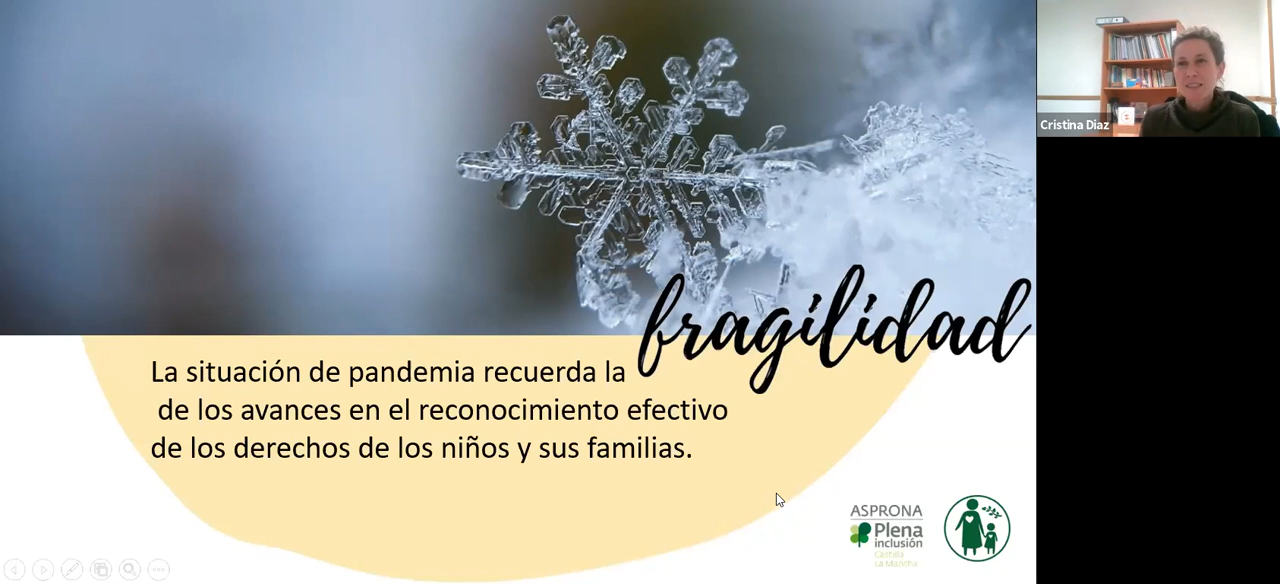 Cristina Diaz
fragilidad
La situación de pandemia recuerda la
de los avances en el reconocimiento efectivo
de los derechos de los niños y sus familias.
ASPRONA
Plena
inclusión
Castilla
La Mancha